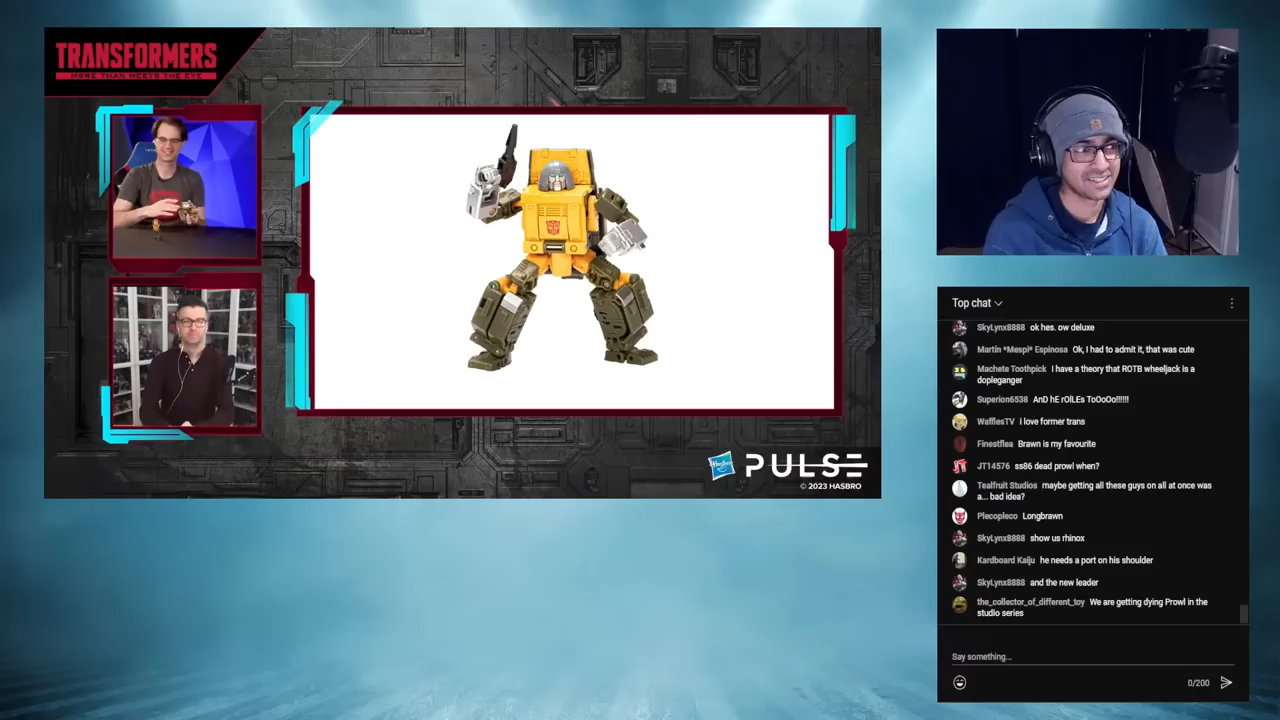 TRANSFORMERS
MORE THAN MEETS THE EYE
Hasbro
PULSE
© 2023 HASBRO
Top chat
SkyLynx8888 ok hes. ow deluxe
Martín *Mespi* Espinosa Ok, I had to admit it, that was cute
Machete Toothpick I have a theory that ROTB wheeljack is a
dopleganger
Superion6538 AnD hE rOlLEs ToOoOo!!!!!!
WafflesTV i love former trans
Finestflea Brawn is my favourite
JT14576 ss86 dead prowl when?
Tealfruit Studios maybe getting all these guys on all at once was
a... bad idea?
Plecopleco Longbrawn
SkyLynx8888 show us rhinox
Kardboard Kaiju he needs a port on his shoulder
SkyLynx8888 and the new leader
the_collector_of_different_toy We are getting dying Prowl in the
studio series
Say something...
0/200